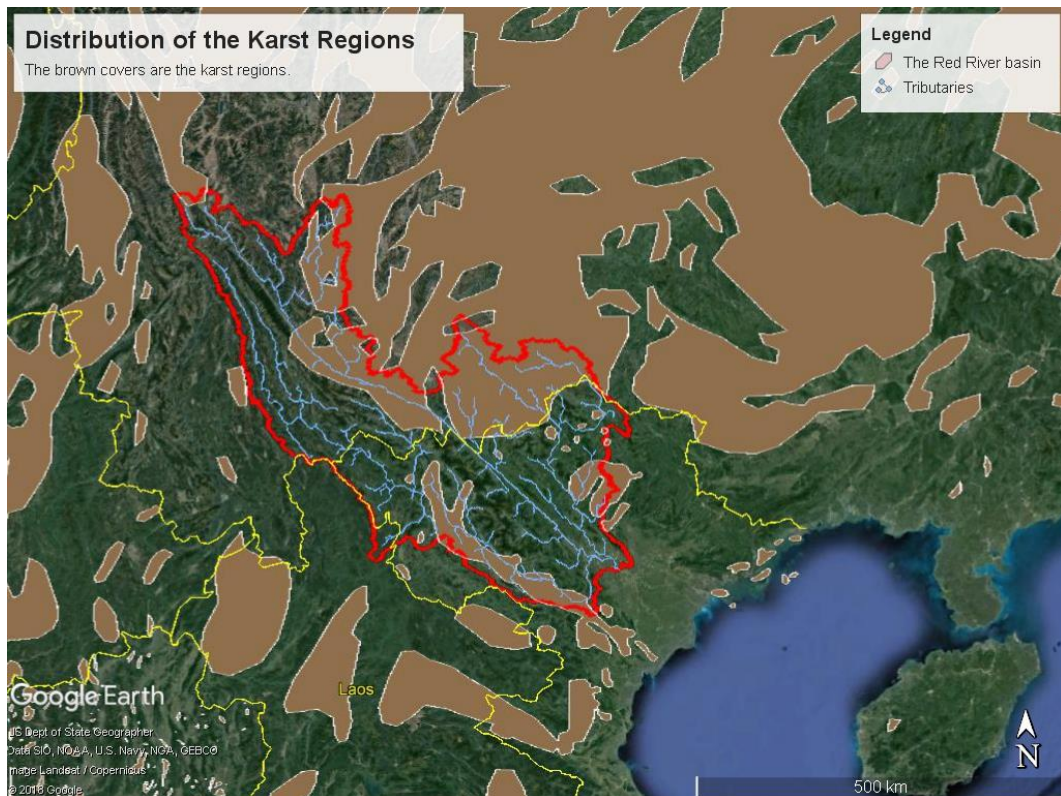 Distribution of the Karst Regions
The brown covers are the karst regions.
Legend
The Red River basin
Tributaries
Laos
Google Earth
US Dept of State Geographer
Data SIO, NOAA, U.S. Navy, NGA, GEBCO
Image Landsat / Copernicus
© 2018 Google
N
500 km